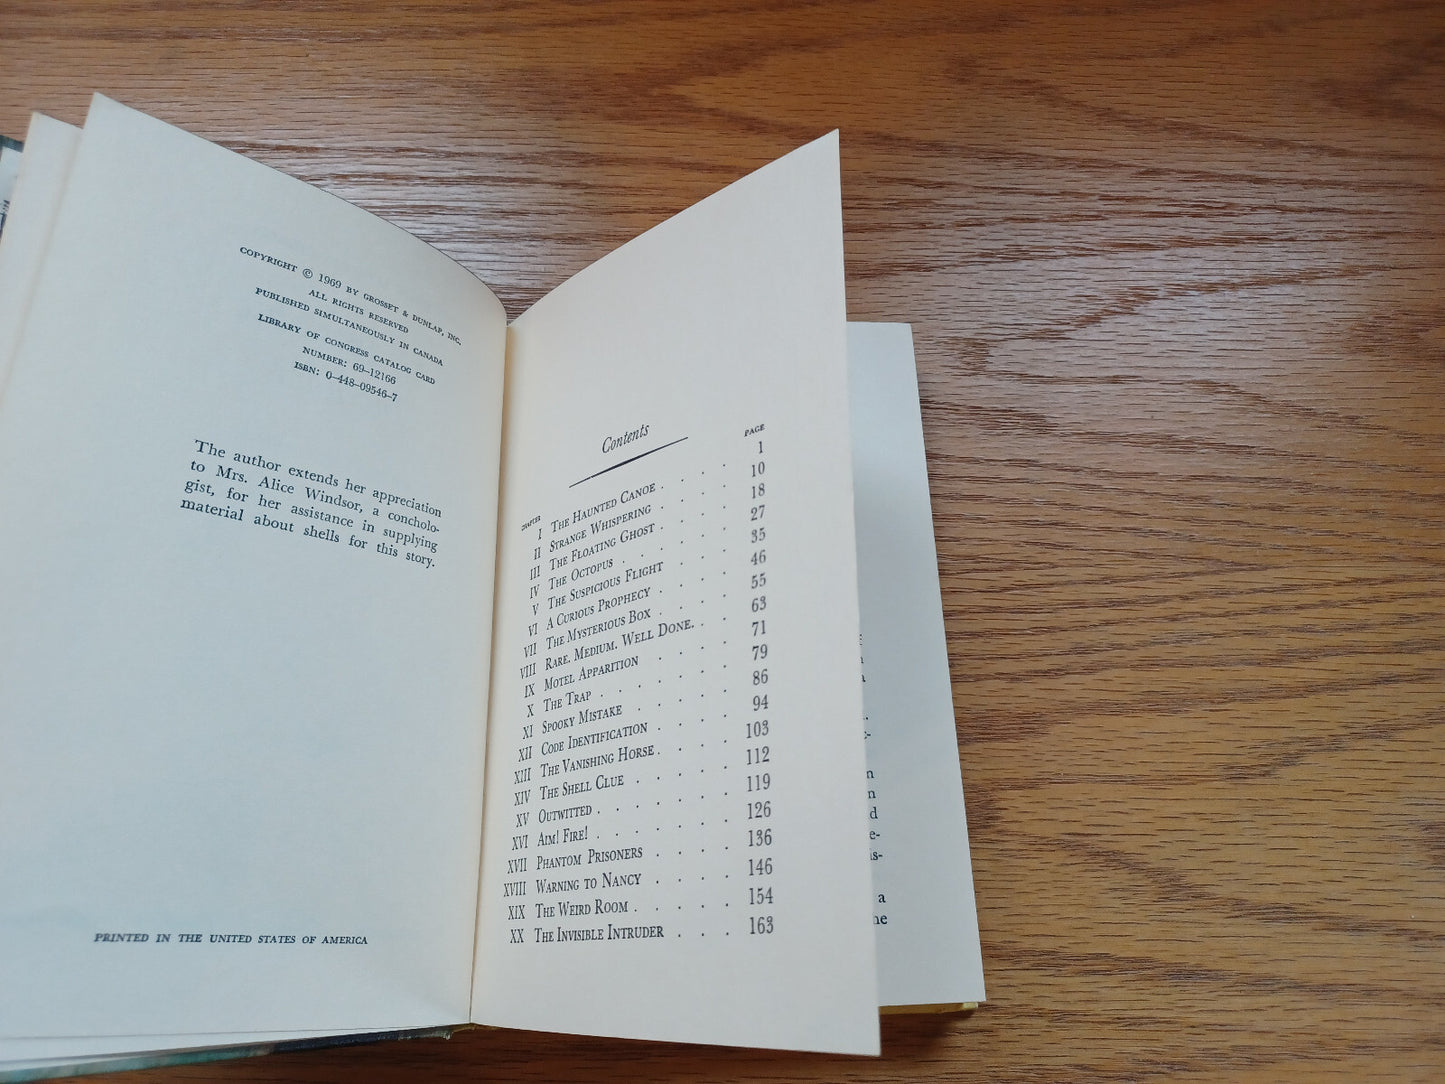 COPYRIGHT © 1969 BY GROSSET & DUNLAP, INC.
ALL RIGHTS RESERVED
PUBLISHED SIMULTANEOUSLY IN CANADA
LIBRARY OF CONGRESS CATALOG CARD
NUMBER: 69-12166
ISBN: 0-448-09546-7
The author extends her appreciation
to Mrs. Alice Windsor, a concholo-
gist, for her assistance in supplying
material about shells for this story.
PRINTED IN THE UNITED STATES OF AMERICA
Contents
CHAPTER PAGE
I THE HAUNTED CANOE . . . 1
II STRANGE WHISPERING . . . . 10
III THE FLOATING GHOST . . . . 18
IV THE OCTOPUS . . . . . 27
V THE SUSPICIOUS FLIGHT . . . 35
VI A CURIOUS PROPHECY . . . . 46
VII THE MYSTERIOUS BOX . . . . 55
VIII RARE. MEDIUM. WELL DONE. . . 63
IX MOTEL APPARITION . . . . 71
X THE TRAP . . . . . . 79
XI SPOOKY MISTAKE . . . . . 86
XII CODE IDENTIFICATION . . . . 94
XIII THE VANISHING HORSE . . . . 103
XIV THE SHELL CLUE . . . . . 112
XV OUTWITTED . . . . . . 119
XVI AIM! FIRE! . . . . . . 126
XVII PHANTOM PRISONERS . . . . 136
XVIII WARNING TO NANCY . . . . 146
XIX THE WEIRD ROOM . . . . . 154
XX THE INVISIBLE INTRUDER . . . 163
a